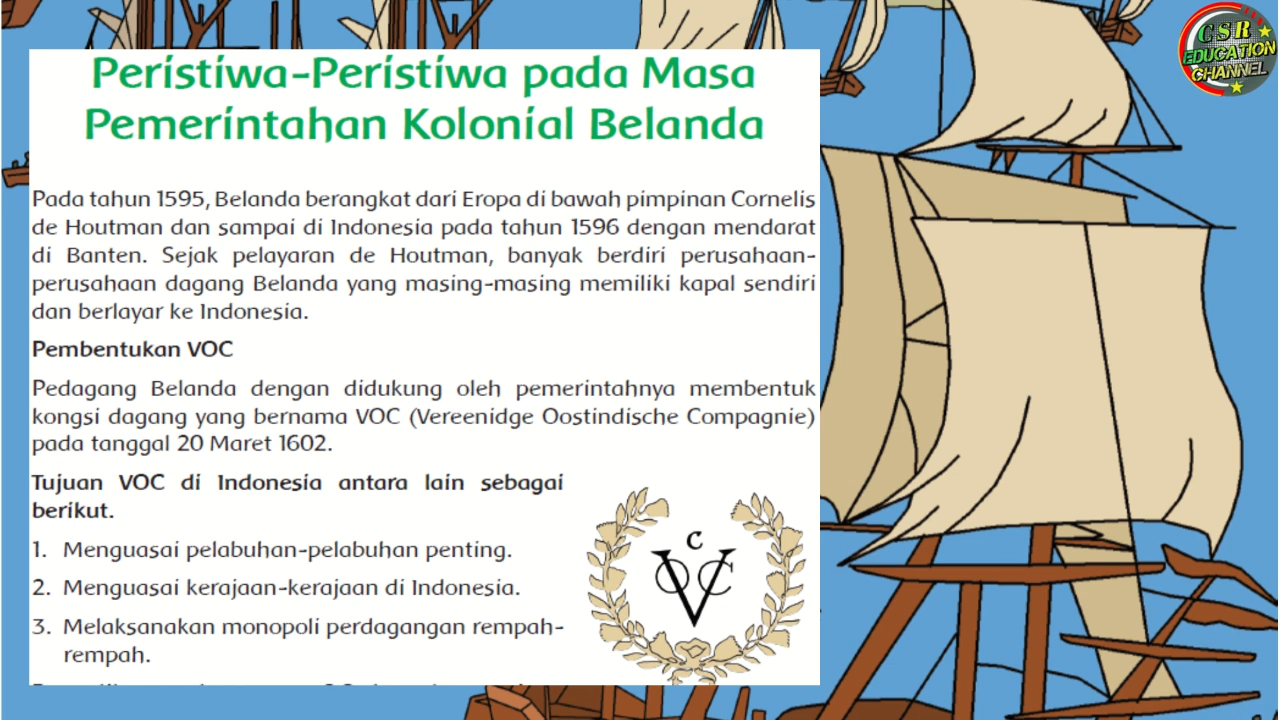 Peristiwa-Peristiwa pada Masa
Pemerintahan Kolonial Belanda
Pada tahun 1595, Belanda berangkat dari Eropa di bawah pimpinan Cornelis
de Houtman dan sampai di Indonesia pada tahun 1596 dengan mendarat
di Banten. Sejak pelayaran de Houtman, banyak berdiri perusahaan-
perusahaan dagang Belanda yang masing-masing memiliki kapal sendiri
dan berlayar ke Indonesia.
Pembentukan VOC
Pedagang Belanda dengan didukung oleh pemerintahnya membentuk
kongsi dagang yang bernama VOC (Vereenidge Oostindische Compagnie)
pada tanggal 20 Maret 1602.
Tujuan VOC di Indonesia antara lain sebagai
berikut.
1. Menguasai pelabuhan-pelabuhan penting.
2. Menguasai kerajaan-kerajaan di Indonesia.
3. Melaksanakan monopoli perdagangan rempah-
rempah.
C
VOC
CSR
EDUCATION
CHANNEL